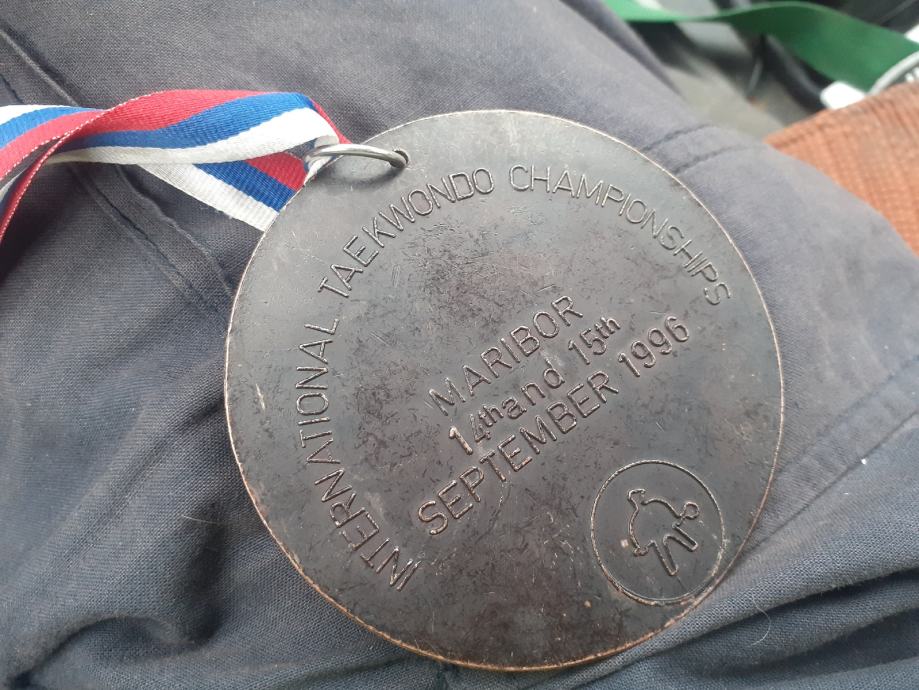 INTERNATIONAL TAEKWONDO CHAMPIONSHIPS
MARIBOR
14th and 15th
SEPTEMBER 1996